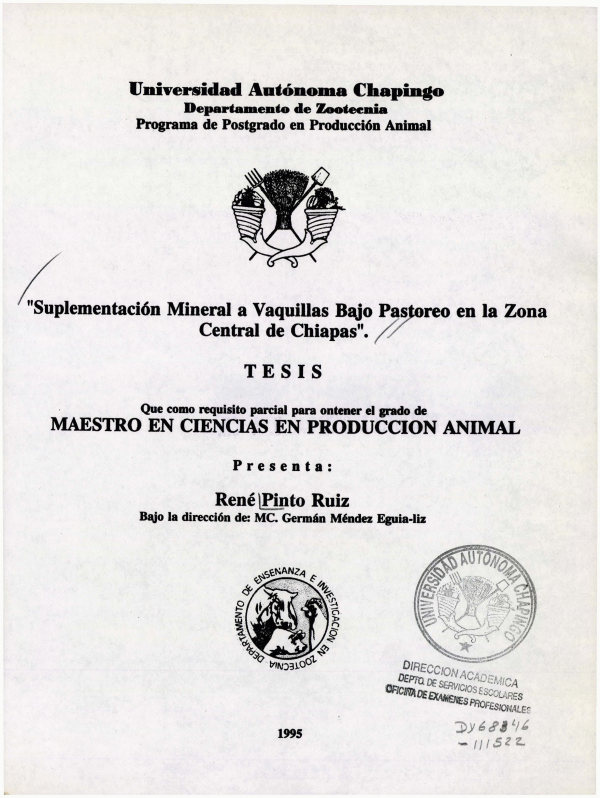 Universidad Autónoma Chapingo
Departamento de Zootecnia
Programa de Postgrado en Producción Animal
"Suplementación Mineral a Vaquillas Bajo Pastoreo en la Zona
Central de Chiapas".
TESIS
Que como requisito parcial para ontener el grado de
MAESTRO EN CIENCIAS EN PRODUCCION ANIMAL
Presenta:
René Pinto Ruiz
Bajo la dirección de: MC. Germán Méndez Eguia-liz
DEPARTAMENTO DE ENSEÑANZA E INVESTIGACION EN ZOOTECNIA
UNIVERSIDAD AUTONOMA CHAPINGO
DIRECCION ACADEMICA
DEPTO. DE SERVICIOS ESCOLARES
OFICINA DE EXAMENES PROFESIONALES
1995
- 111522